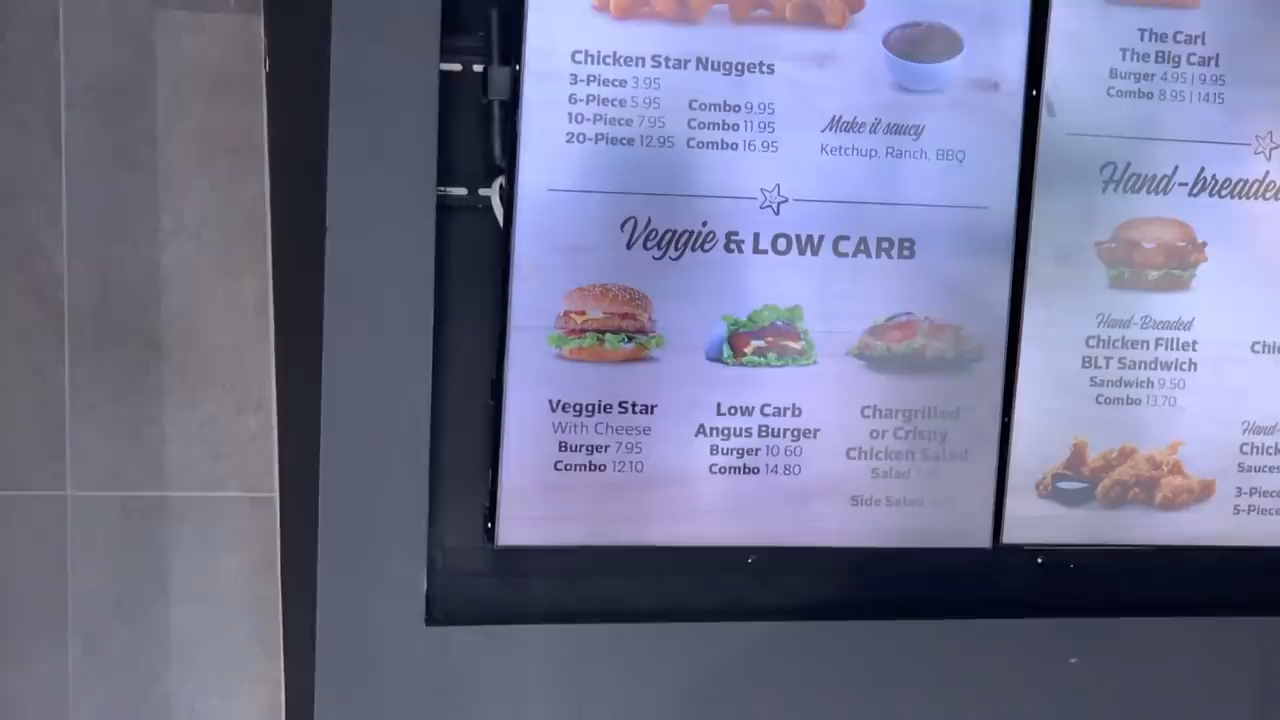 Chicken Star Nuggets
3-Piece 3.95
6-Piece 5.95 Combo 9.95
10-Piece 7.95 Combo 11.95
20-Piece 12.95 Combo 16.95
Make it saucy
Ketchup, Ranch, BBQ
Veggie & LOW CARB
Veggie Star
With Cheese
Burger 7.95
Combo 12.10
Low Carb
Angus Burger
Burger 10.60
Combo 14.80
Chargrilled
or Crispy
Chicken Salad
Salad
Side Salad
The Carl
The Big Carl
Burger 4.95 | 9.95
Combo 8.95 | 14.15
Hand-breaded
Hand-Breaded
Chicken Fillet
BLT Sandwich
Sandwich 9.50
Combo 13.70
Chi
Hand-
Chick
Sauces
3-Piece
5-Piece